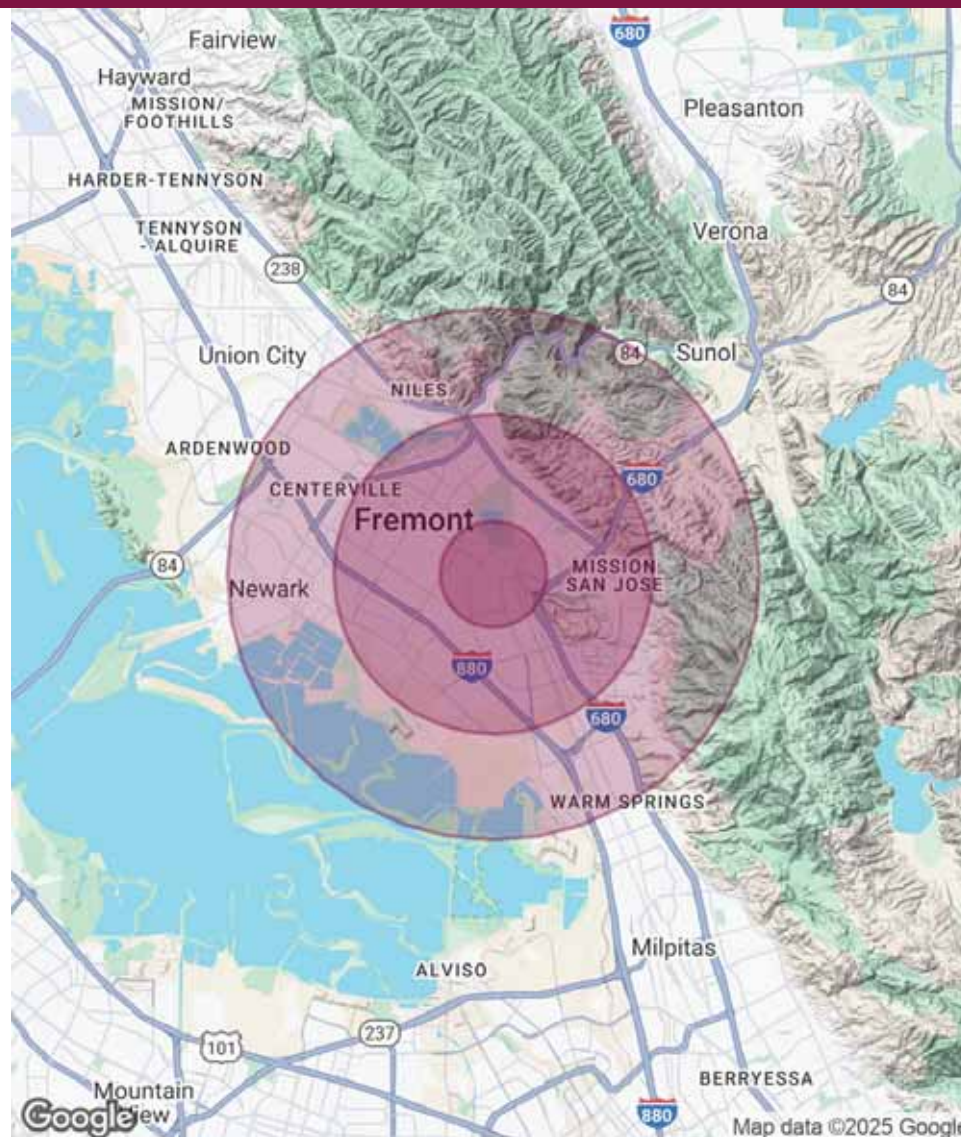 Fairview
680
Hayward
MISSION/
FOOTHILLS
Pleasanton
HARDER-TENNYSON
TENNYSON
- ALQUIRE
Verona
238
84
Union City
84
Sunol
NILES
ARDENWOOD
680
CENTERVILLE
Fremont
84
MISSION
SAN JOSE
Newark
880
680
WARM SPRINGS
Milpitas
ALVISO
237
101
BERRYESSA
Mountain
View
880
Google
Map data ©2025 Google